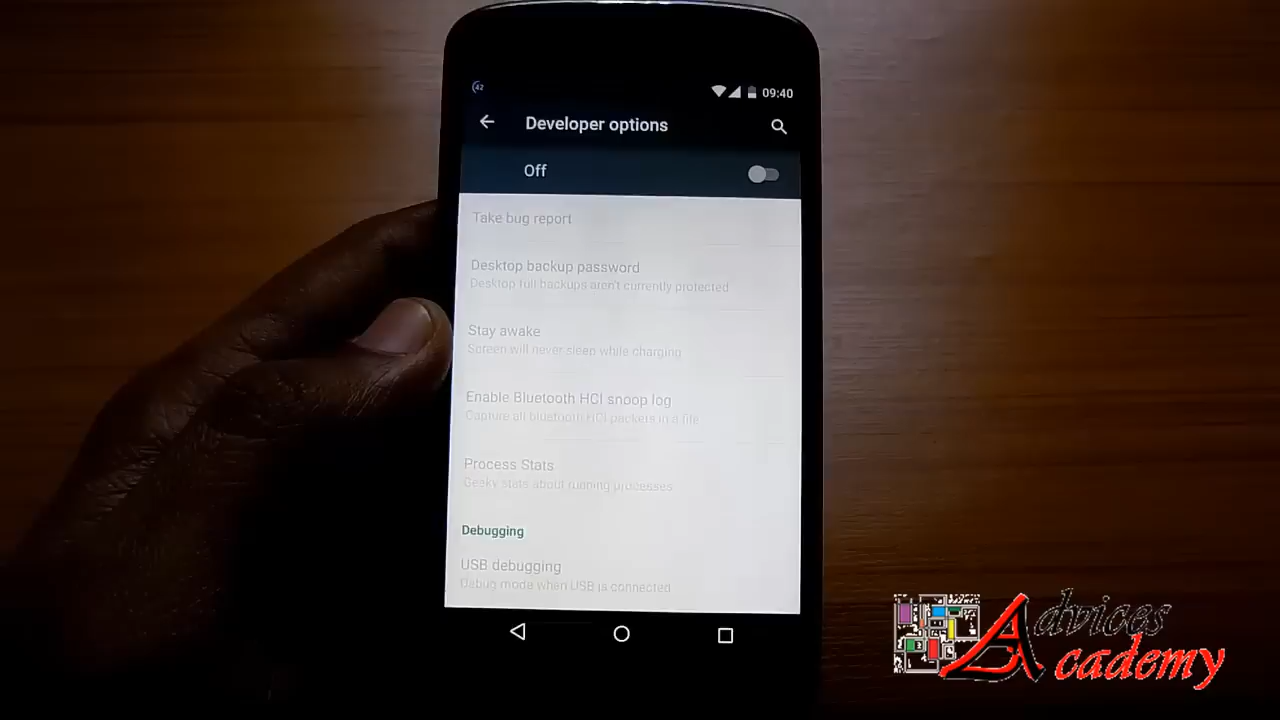 42
09:40
Developer options
Off
Take bug report
Desktop backup password
Desktop full backups aren't currently protected
Stay awake
Screen will never sleep while charging
Enable Bluetooth HCI snoop log
Capture all bluetooth HCI packets in a file
Process Stats
Geeky stats about running processes
Debugging
USB debugging
Debug mode when USB is connected
Advices
Academy